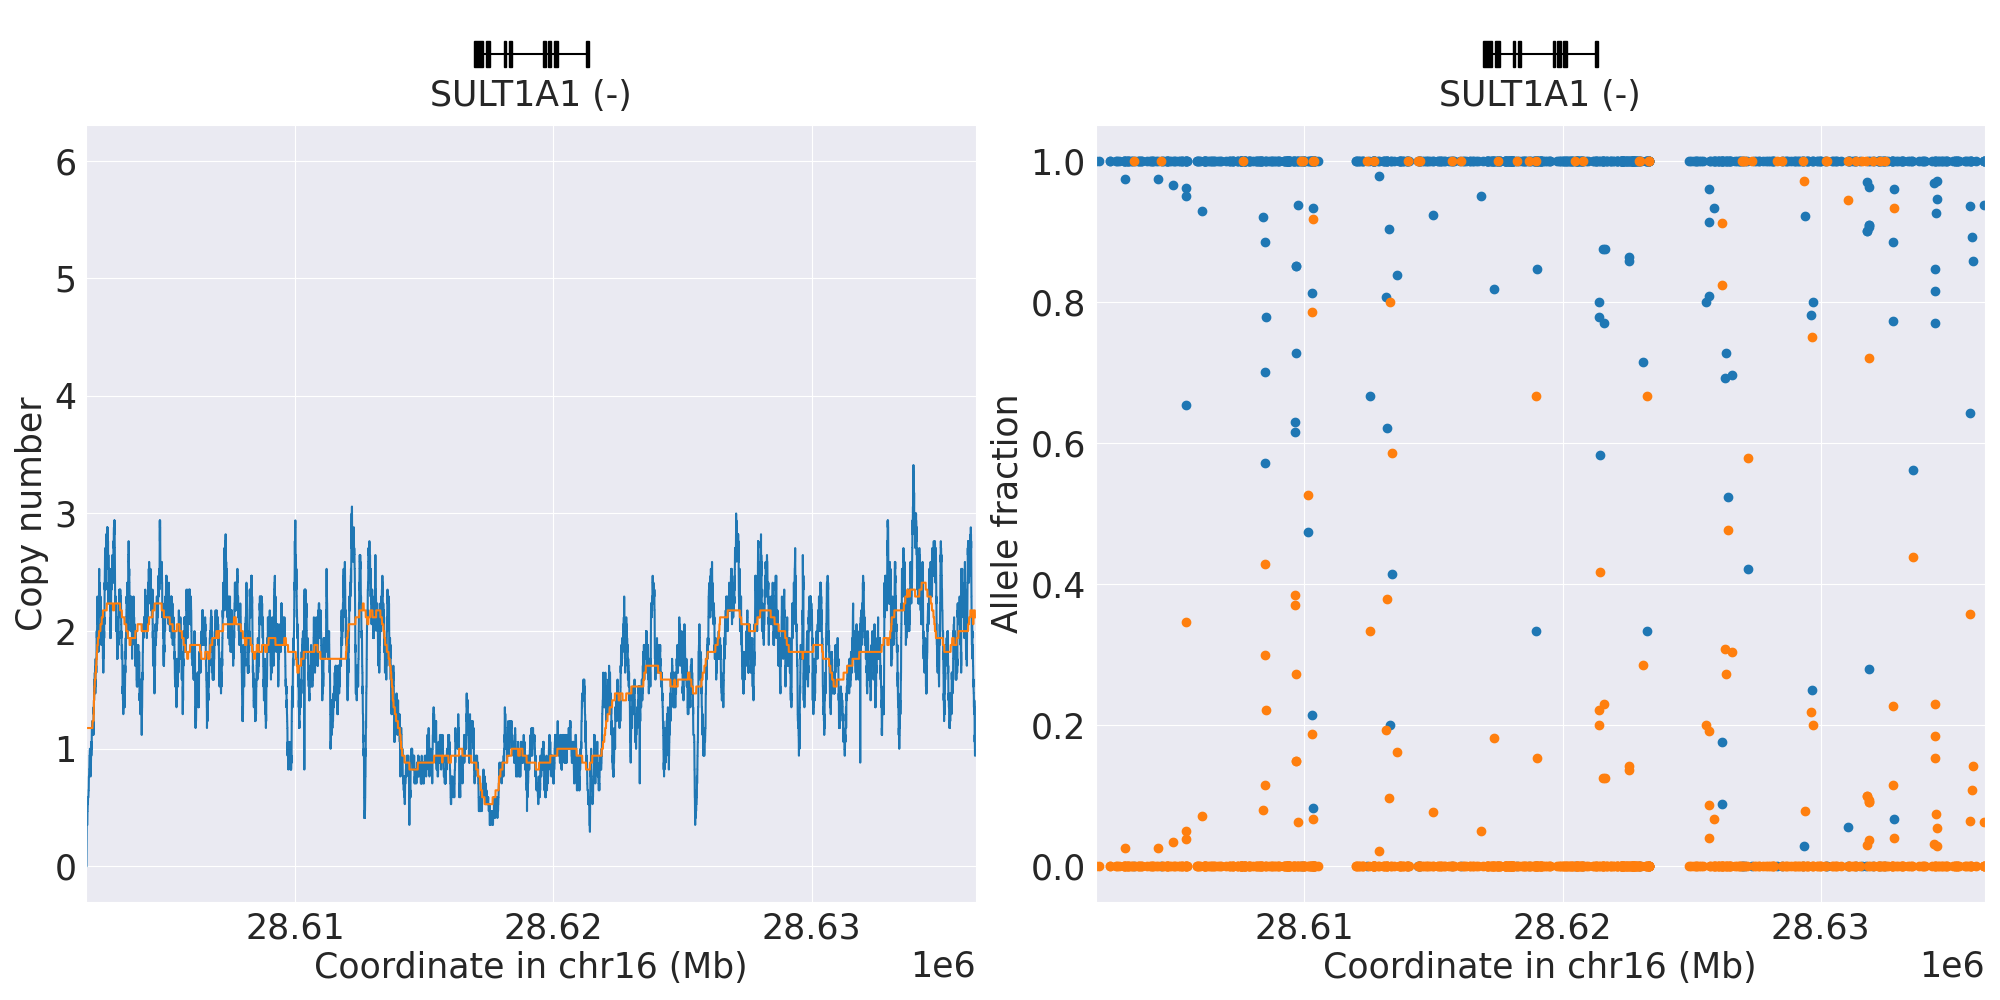 SULT1A1 (-)
6
5
4
3
2
1
0
Copy number
28.61
28.62
28.63
Coordinate in chr16 (Mb)
1e6
SULT1A1 (-)
1.0
0.8
0.6
0.4
0.2
0.0
Allele fraction
28.61
28.62
28.63
Coordinate in chr16 (Mb)
1e6